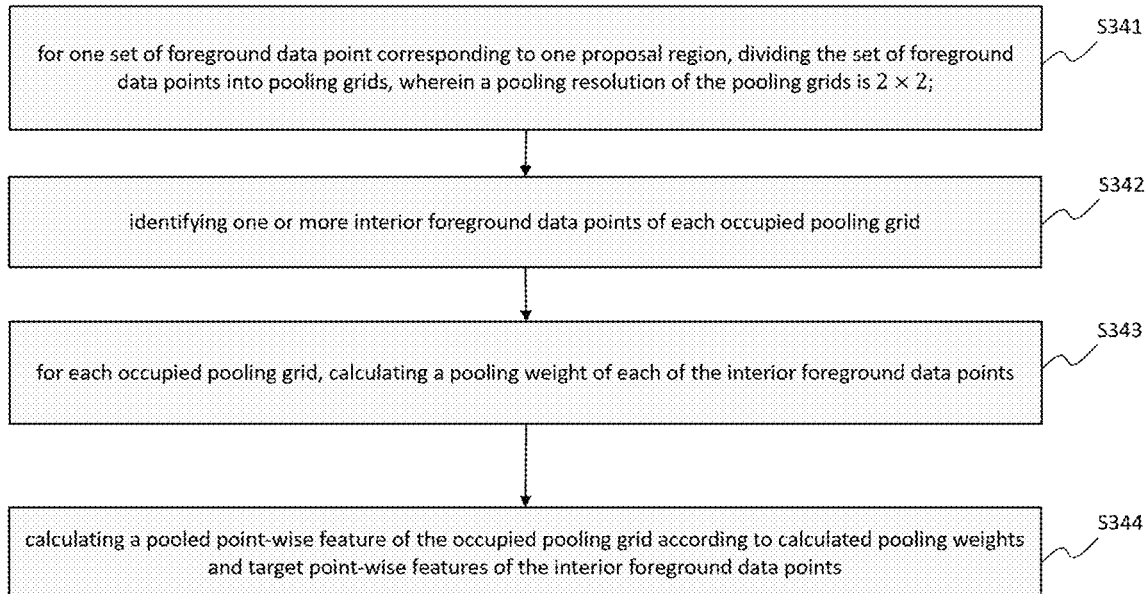 S341
for one set of foreground data point corresponding to one proposal region, dividing the set of foreground
data points into pooling grids, wherein a pooling resolution of the pooling grids is 2 × 2;
S342
identifying one or more interior foreground data points of each occupied pooling grid
S343
for each occupied pooling grid, calculating a pooling weight of each of the interior foreground data points
S344
calculating a pooled point-wise feature of the occupied pooling grid according to calculated pooling weights
and target point-wise features of the interior foreground data points